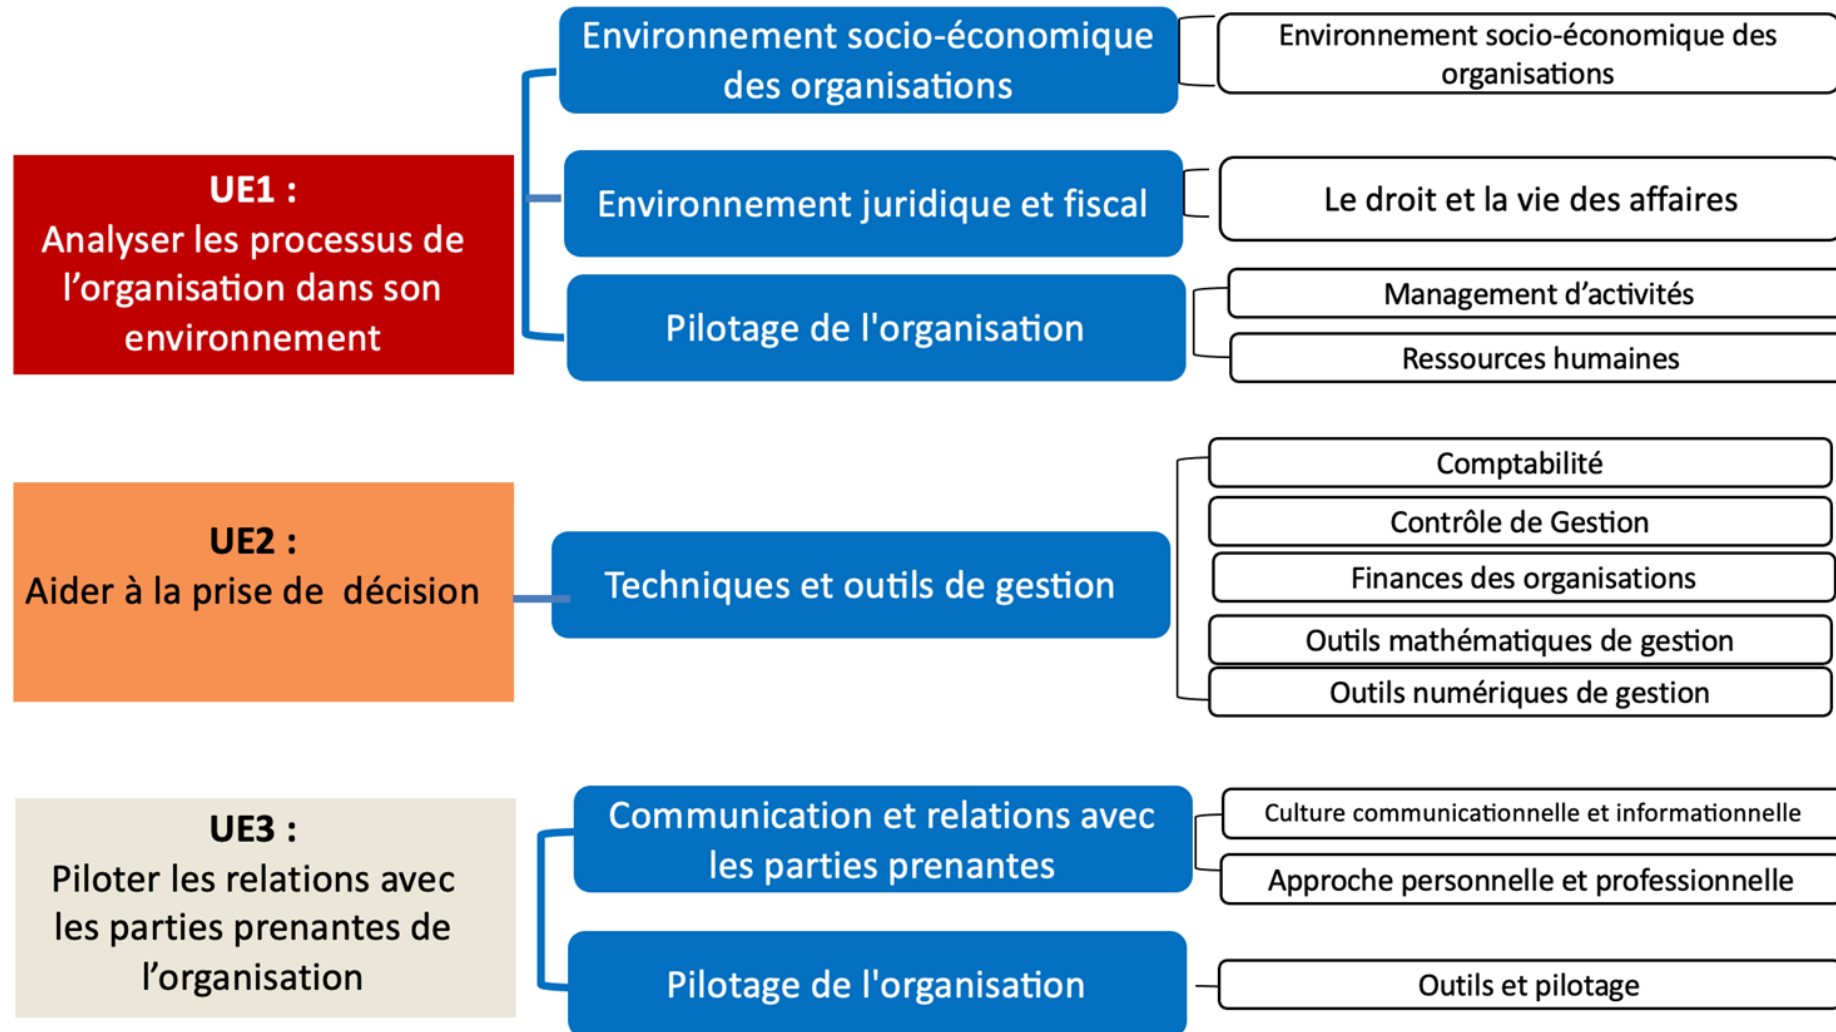 UE1 :
Analyser les processus de
l’organisation dans son
environnement
Environnement socio-économique
des organisations
Environnement socio-économique des
organisations
Environnement juridique et fiscal
Le droit et la vie des affaires
Pilotage de l'organisation
Management d’activités
Ressources humaines
UE2 :
Aider à la prise de  décision
Techniques et outils de gestion
Comptabilité
Contrôle de Gestion
Finances des organisations
Outils mathématiques de gestion
Outils numériques de gestion
UE3 :
Piloter les relations avec
les parties prenantes de
l’organisation
Communication et relations avec
les parties prenantes
Culture communicationnelle et informationnelle
Approche personnelle et professionnelle
Pilotage de l'organisation
Outils et pilotage